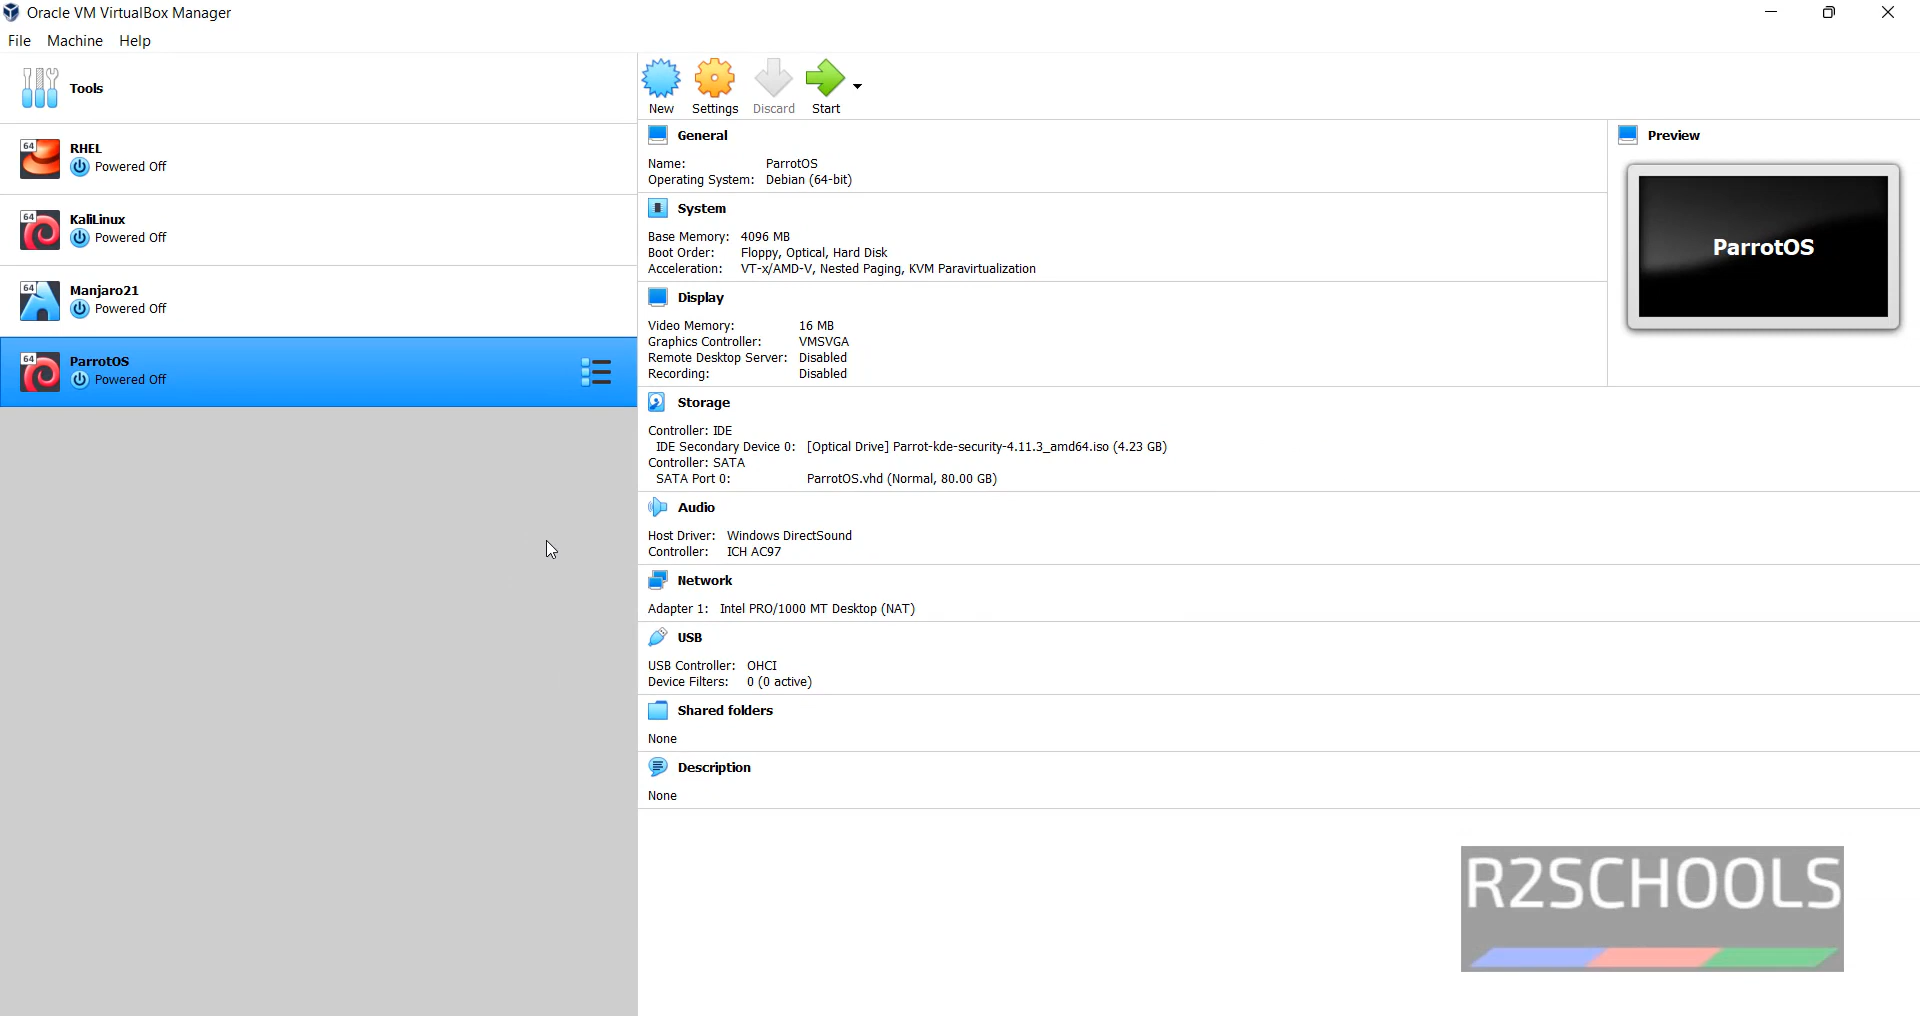 Oracle VM VirtualBox Manager
File Machine Help
Tools
64 RHEL
Powered Off
64 KaliLinux
Powered Off
64 Manjaro21
Powered Off
64 ParrotOS
Powered Off
New Settings Discard Start
General
Name: ParrotOS
Operating System: Debian (64-bit)
System
Base Memory: 4096 MB
Boot Order: Floppy, Optical, Hard Disk
Acceleration: VT-x/AMD-V, Nested Paging, KVM Paravirtualization
Display
Video Memory: 16 MB
Graphics Controller: VMSVGA
Remote Desktop Server: Disabled
Recording: Disabled
Preview
ParrotOS
Storage
Controller: IDE
IDE Secondary Device 0: [Optical Drive] Parrot-kde-security-4.11.3_amd64.iso (4.23 GB)
Controller: SATA
SATA Port 0: ParrotOS.vhd (Normal, 80.00 GB)
Audio
Host Driver: Windows DirectSound
Controller: ICH AC97
Network
Adapter 1: Intel PRO/1000 MT Desktop (NAT)
USB
USB Controller: OHCI
Device Filters: 0 (0 active)
Shared folders
None
Description
None
R2SCHOOLS